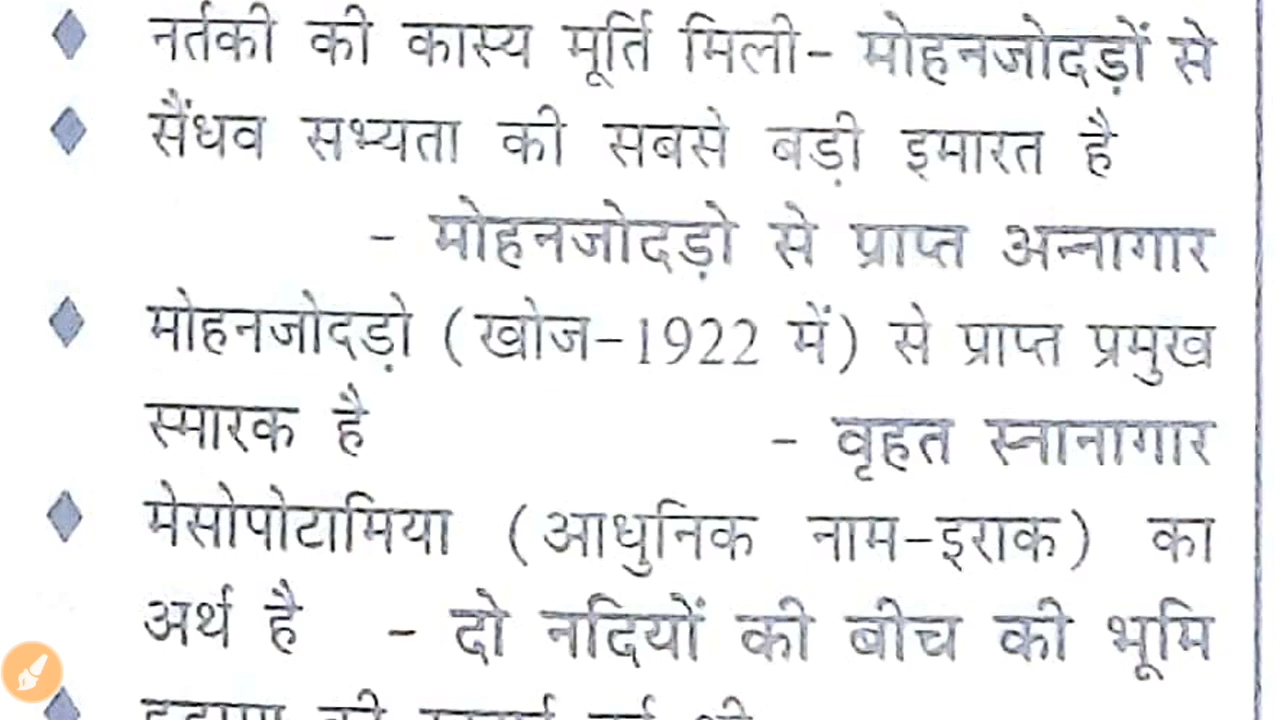 नर्तकी की कास्य मूर्ति मिली- मोहनजोदड़ों से
सैंधव सभ्यता की सबसे बड़ी इमारत है
- मोहनजोदड़ो से प्राप्त अन्नागार
मोहनजोदड़ो (खोज-1922 में) से प्राप्त प्रमुख
स्मारक है - वृहत स्नानागार
मेसोपोटामिया (आधुनिक नाम-इराक) का
अर्थ है - दो नदियों की बीच की भूमि